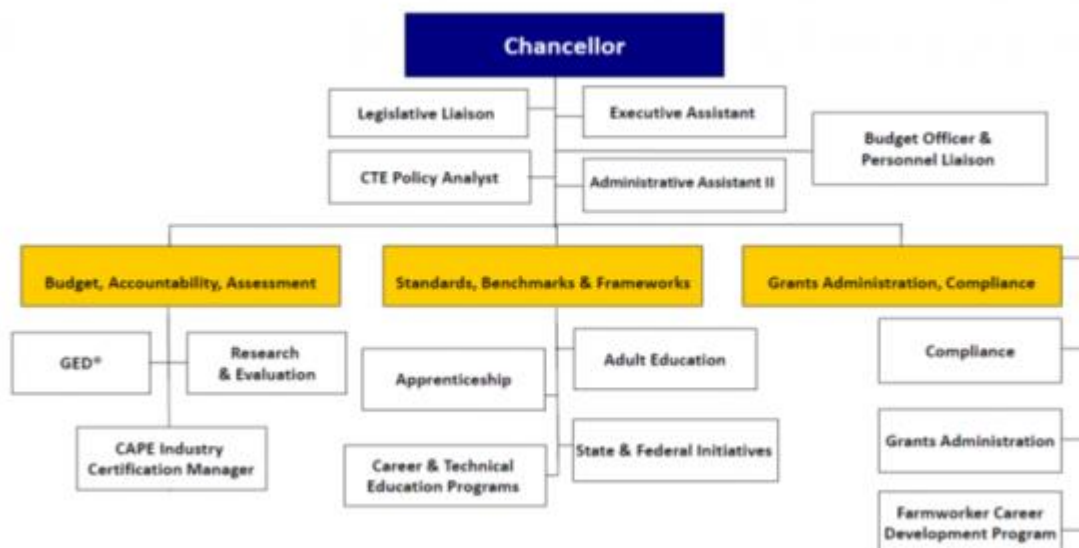 Chancellor
Legislative Liaison
Executive Assistant
Budget Officer &
Personnel Liaison
CTE Policy Analyst
Administrative Assistant II
Budget, Accountability, Assessment
Standards, Benchmarks & Frameworks
Grants Administration, Compliance
GED®
Research
& Evaluation
CAPE Industry
Certification Manager
Apprenticeship
Adult Education
Career & Technical
Education Programs
State & Federal Initiatives
Compliance
Grants Administration
Farmworker Career
Development Program